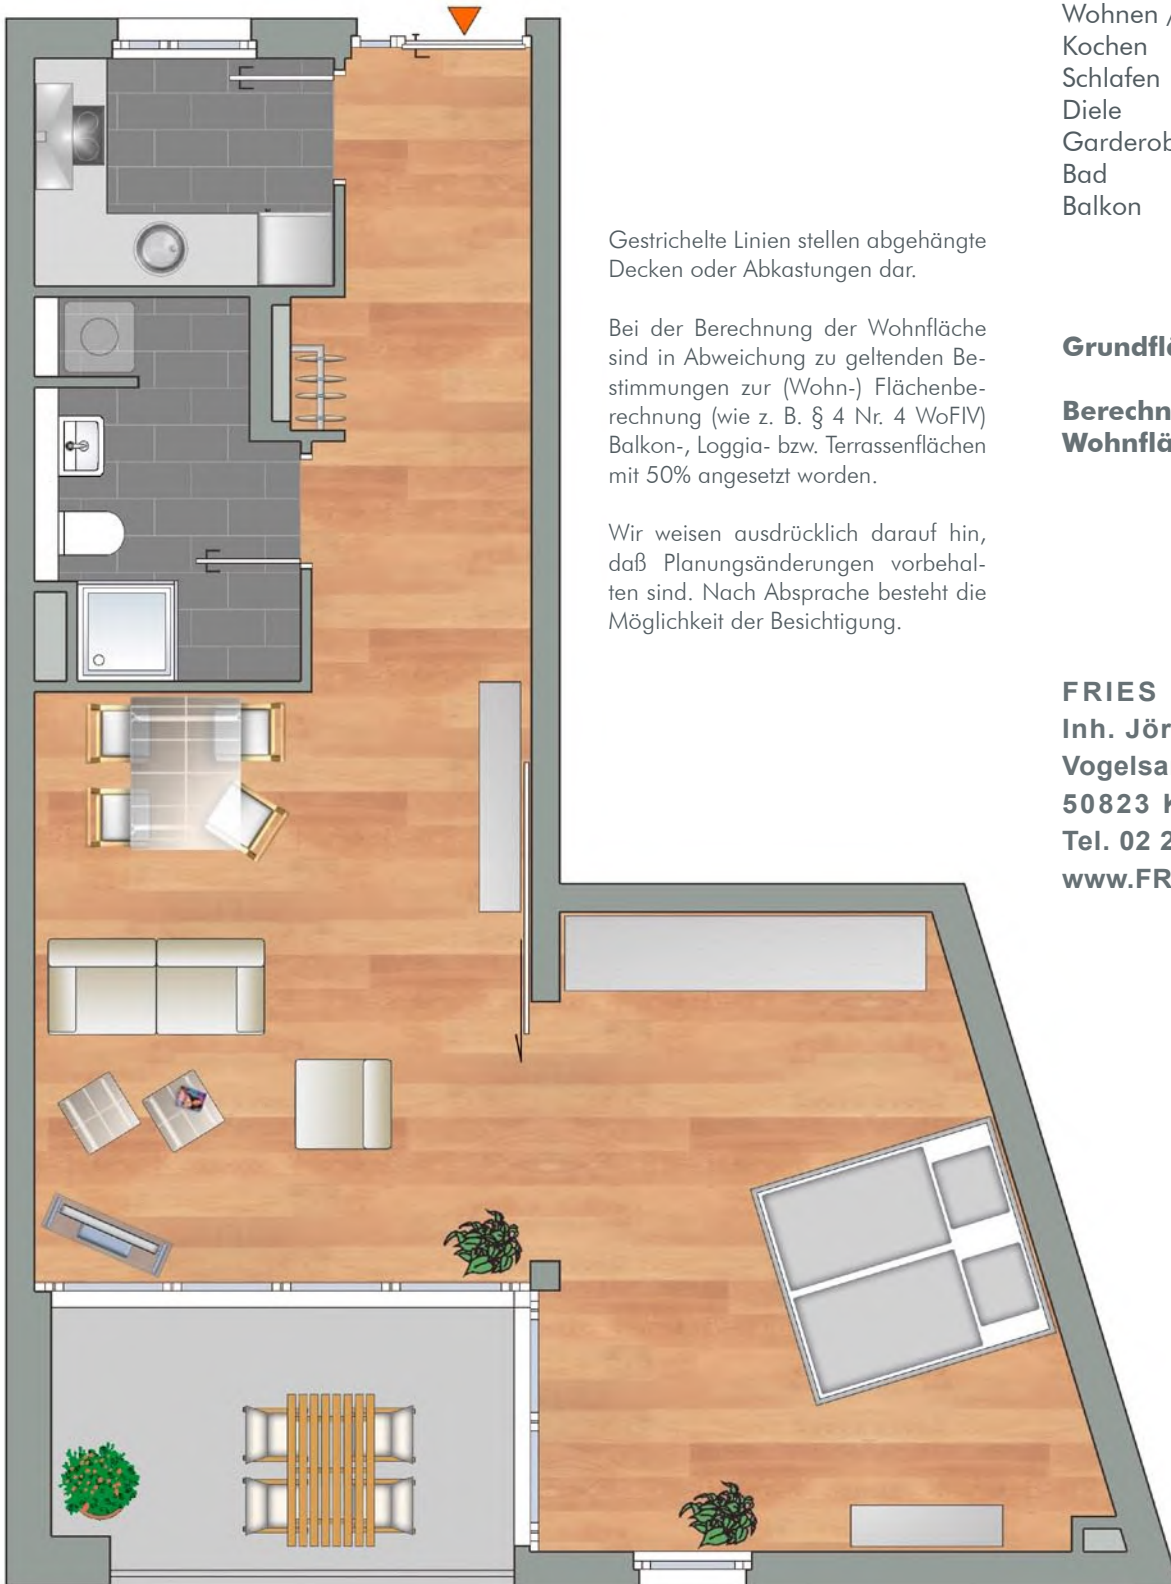 Wohnen /
Kochen
Schlafen
Diele
Garderob
Bad
Balkon
Gestrichelte Linien stellen abgehängte
Decken oder Abkastungen dar.
Bei der Berechnung der Wohnfläche
sind in Abweichung zu geltenden Be-
stimmungen zur (Wohn-) Flächenbe-
rechnung (wie z. B. § 4 Nr. 4 WoFIV)
Balkon-, Loggia- bzw. Terrassenflächen
mit 50% angesetzt worden.
Wir weisen ausdrücklich darauf hin,
daß Planungsänderungen vorbehal-
ten sind. Nach Absprache besteht die
Möglichkeit der Besichtigung.
Grundflä
Berechn
Wohnflä
FRIES
Inh. Jör
Vogelsa
50823 K
Tel. 02 2
www.FR